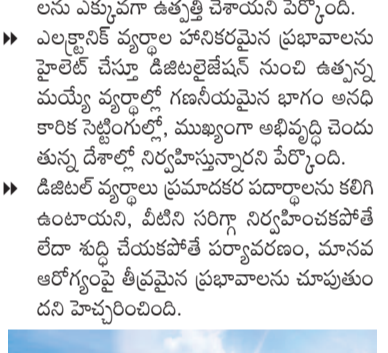 లను ఎక్కువగా ఉత్పత్తి చేశాయని పేర్కొంది.
▸▸ ఎలక్ట్రానిక్ వ్యర్థాల హానికరమైన ప్రభావాలను
హైలెట్ చేస్తూ డిజిటలైజేషన్ నుంచి ఉత్పన్న
మయ్యే వ్యర్థాల్లో గణనీయమైన భాగం అనధి
కారిక సెట్టింగుల్లో, ముఖ్యంగా అభివృద్ధి చెందు
తున్న దేశాల్లో నిర్వహిస్తున్నారని పేర్కొంది.
▸▸ డిజిటల్ వ్యర్థాలు ప్రమాదకర పదార్థాలను కలిగి
ఉంటాయని, వీటిని సరిగ్గా నిర్వహించకపోతే
లేదా శుద్ధి చేయకపోతే పర్యావరణం, మానవ
ఆరోగ్యంపై తీవ్రమైన ప్రభావాలను చూపుతుం
దని హెచ్చరించింది.